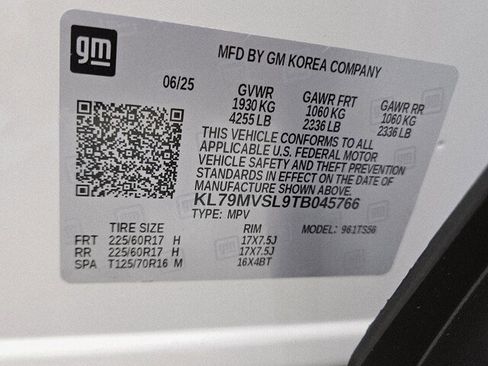 gm
MFD BY GM KOREA COMPANY
06/25 GVWR GAWR FRT GAWR RR
1930 KG 1060 KG 1060 KG
4255 LB 2336 LB 2336 LB
THIS VEHICLE CONFORMS TO ALL
APPLICABLE U.S. FEDERAL MOTOR
VEHICLE SAFETY AND THEFT PREVENTION
STANDARDS IN EFFECT ON THE DATE OF
MANUFACTURE SHOWN ABOVE.
KL79MVSL9TB045766
TYPE: MPV MODEL: 961TS56
TIRE SIZE RIM
FRT 225/60R17 H 17X7.5J
RR 225/60R17 H 17X7.5J
SPA T125/70R16 M 16X4BT